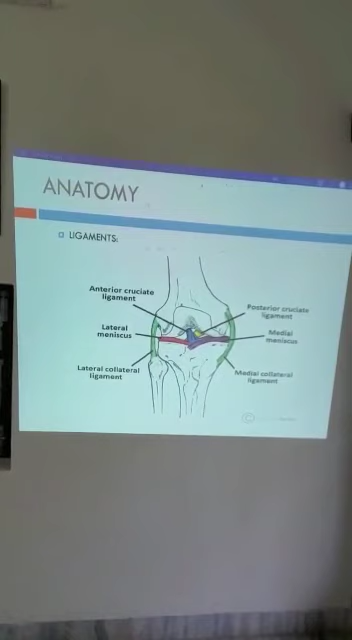 ANATOMY
LIGAMENTS:
Anterior cruciate
ligament
Posterior cruciate
ligament
Lateral
meniscus
Medial
meniscus
Lateral collateral
ligament
Medial collateral
ligament